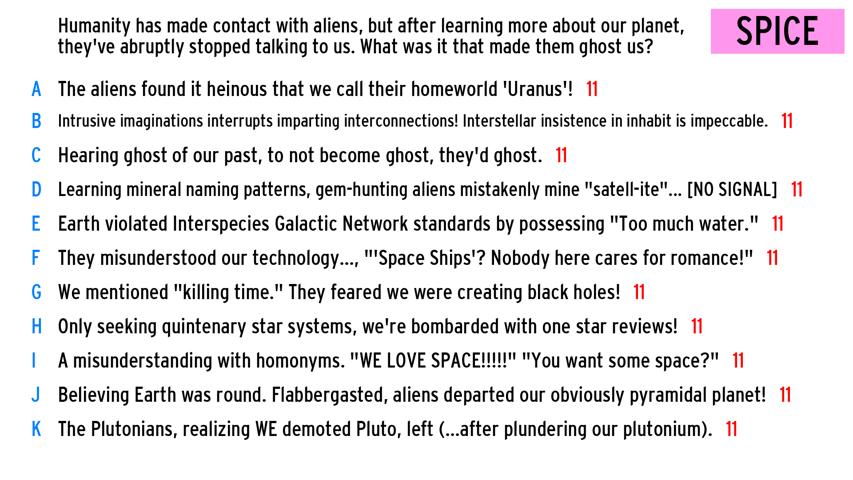 Humanity has made contact with aliens, but after learning more about our planet,
they've abruptly stopped talking to us. What was it that made them ghost us?
SPICE
A The aliens found it heinous that we call their homeworld 'Uranus'! 11
B Intrusive imaginations interrupts imparting interconnections! Interstellar insistence in inhabit is impeccable. 11
C Hearing ghost of our past, to not become ghost, they'd ghost. 11
D Learning mineral naming patterns, gem-hunting aliens mistakenly mine "satell-ite"... [NO SIGNAL] 11
E Earth violated Interspecies Galactic Network standards by possessing "Too much water." 11
F They misunderstood our technology..., "'Space Ships'? Nobody here cares for romance!" 11
G We mentioned "killing time." They feared we were creating black holes! 11
H Only seeking quintenary star systems, we're bombarded with one star reviews! 11
I A misunderstanding with homonyms. "WE LOVE SPACE!!!!!" "You want some space?" 11
J Believing Earth was round. Flabbergasted, aliens departed our obviously pyramidal planet! 11
K The Plutonians, realizing WE demoted Pluto, left (...after plundering our plutonium). 11